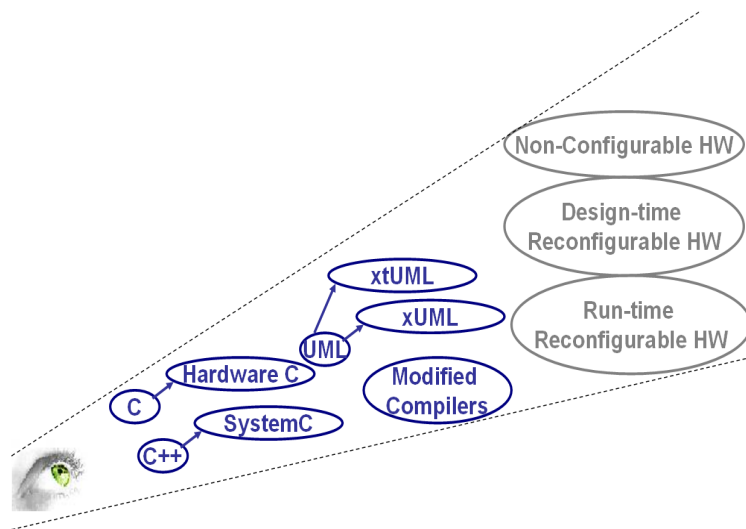 Non-Configurable HW
Design-time
Reconfigurable HW
xtUML
xUML
Run-time
Reconfigurable HW
UML
Hardware C
Modified
Compilers
C
SystemC
C++